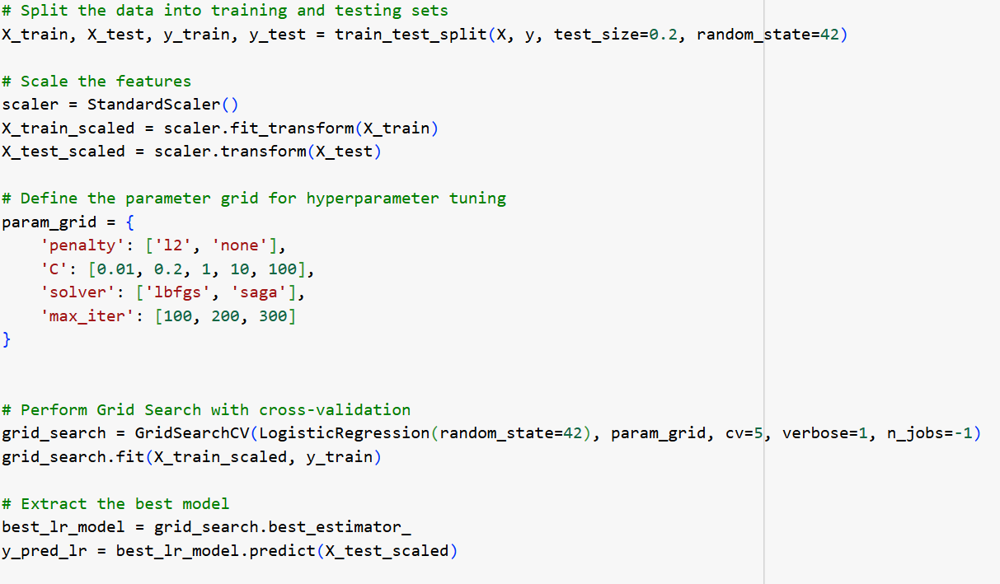 # Split the data into training and testing sets
X_train, X_test, y_train, y_test = train_test_split(X, y, test_size=0.2, random_state=42)
# Scale the features
scaler = StandardScaler()
X_train_scaled = scaler.fit_transform(X_train)
X_test_scaled = scaler.transform(X_test)
# Define the parameter grid for hyperparameter tuning
param_grid = {
    'penalty': ['l2', 'none'],
    'C': [0.01, 0.2, 1, 10, 100],
    'solver': ['lbfgs', 'saga'],
    'max_iter': [100, 200, 300]
}
# Perform Grid Search with cross-validation
grid_search = GridSearchCV(LogisticRegression(random_state=42), param_grid, cv=5, verbose=1, n_jobs=-1)
grid_search.fit(X_train_scaled, y_train)
# Extract the best model
best_lr_model = grid_search.best_estimator_
y_pred_lr = best_lr_model.predict(X_test_scaled)